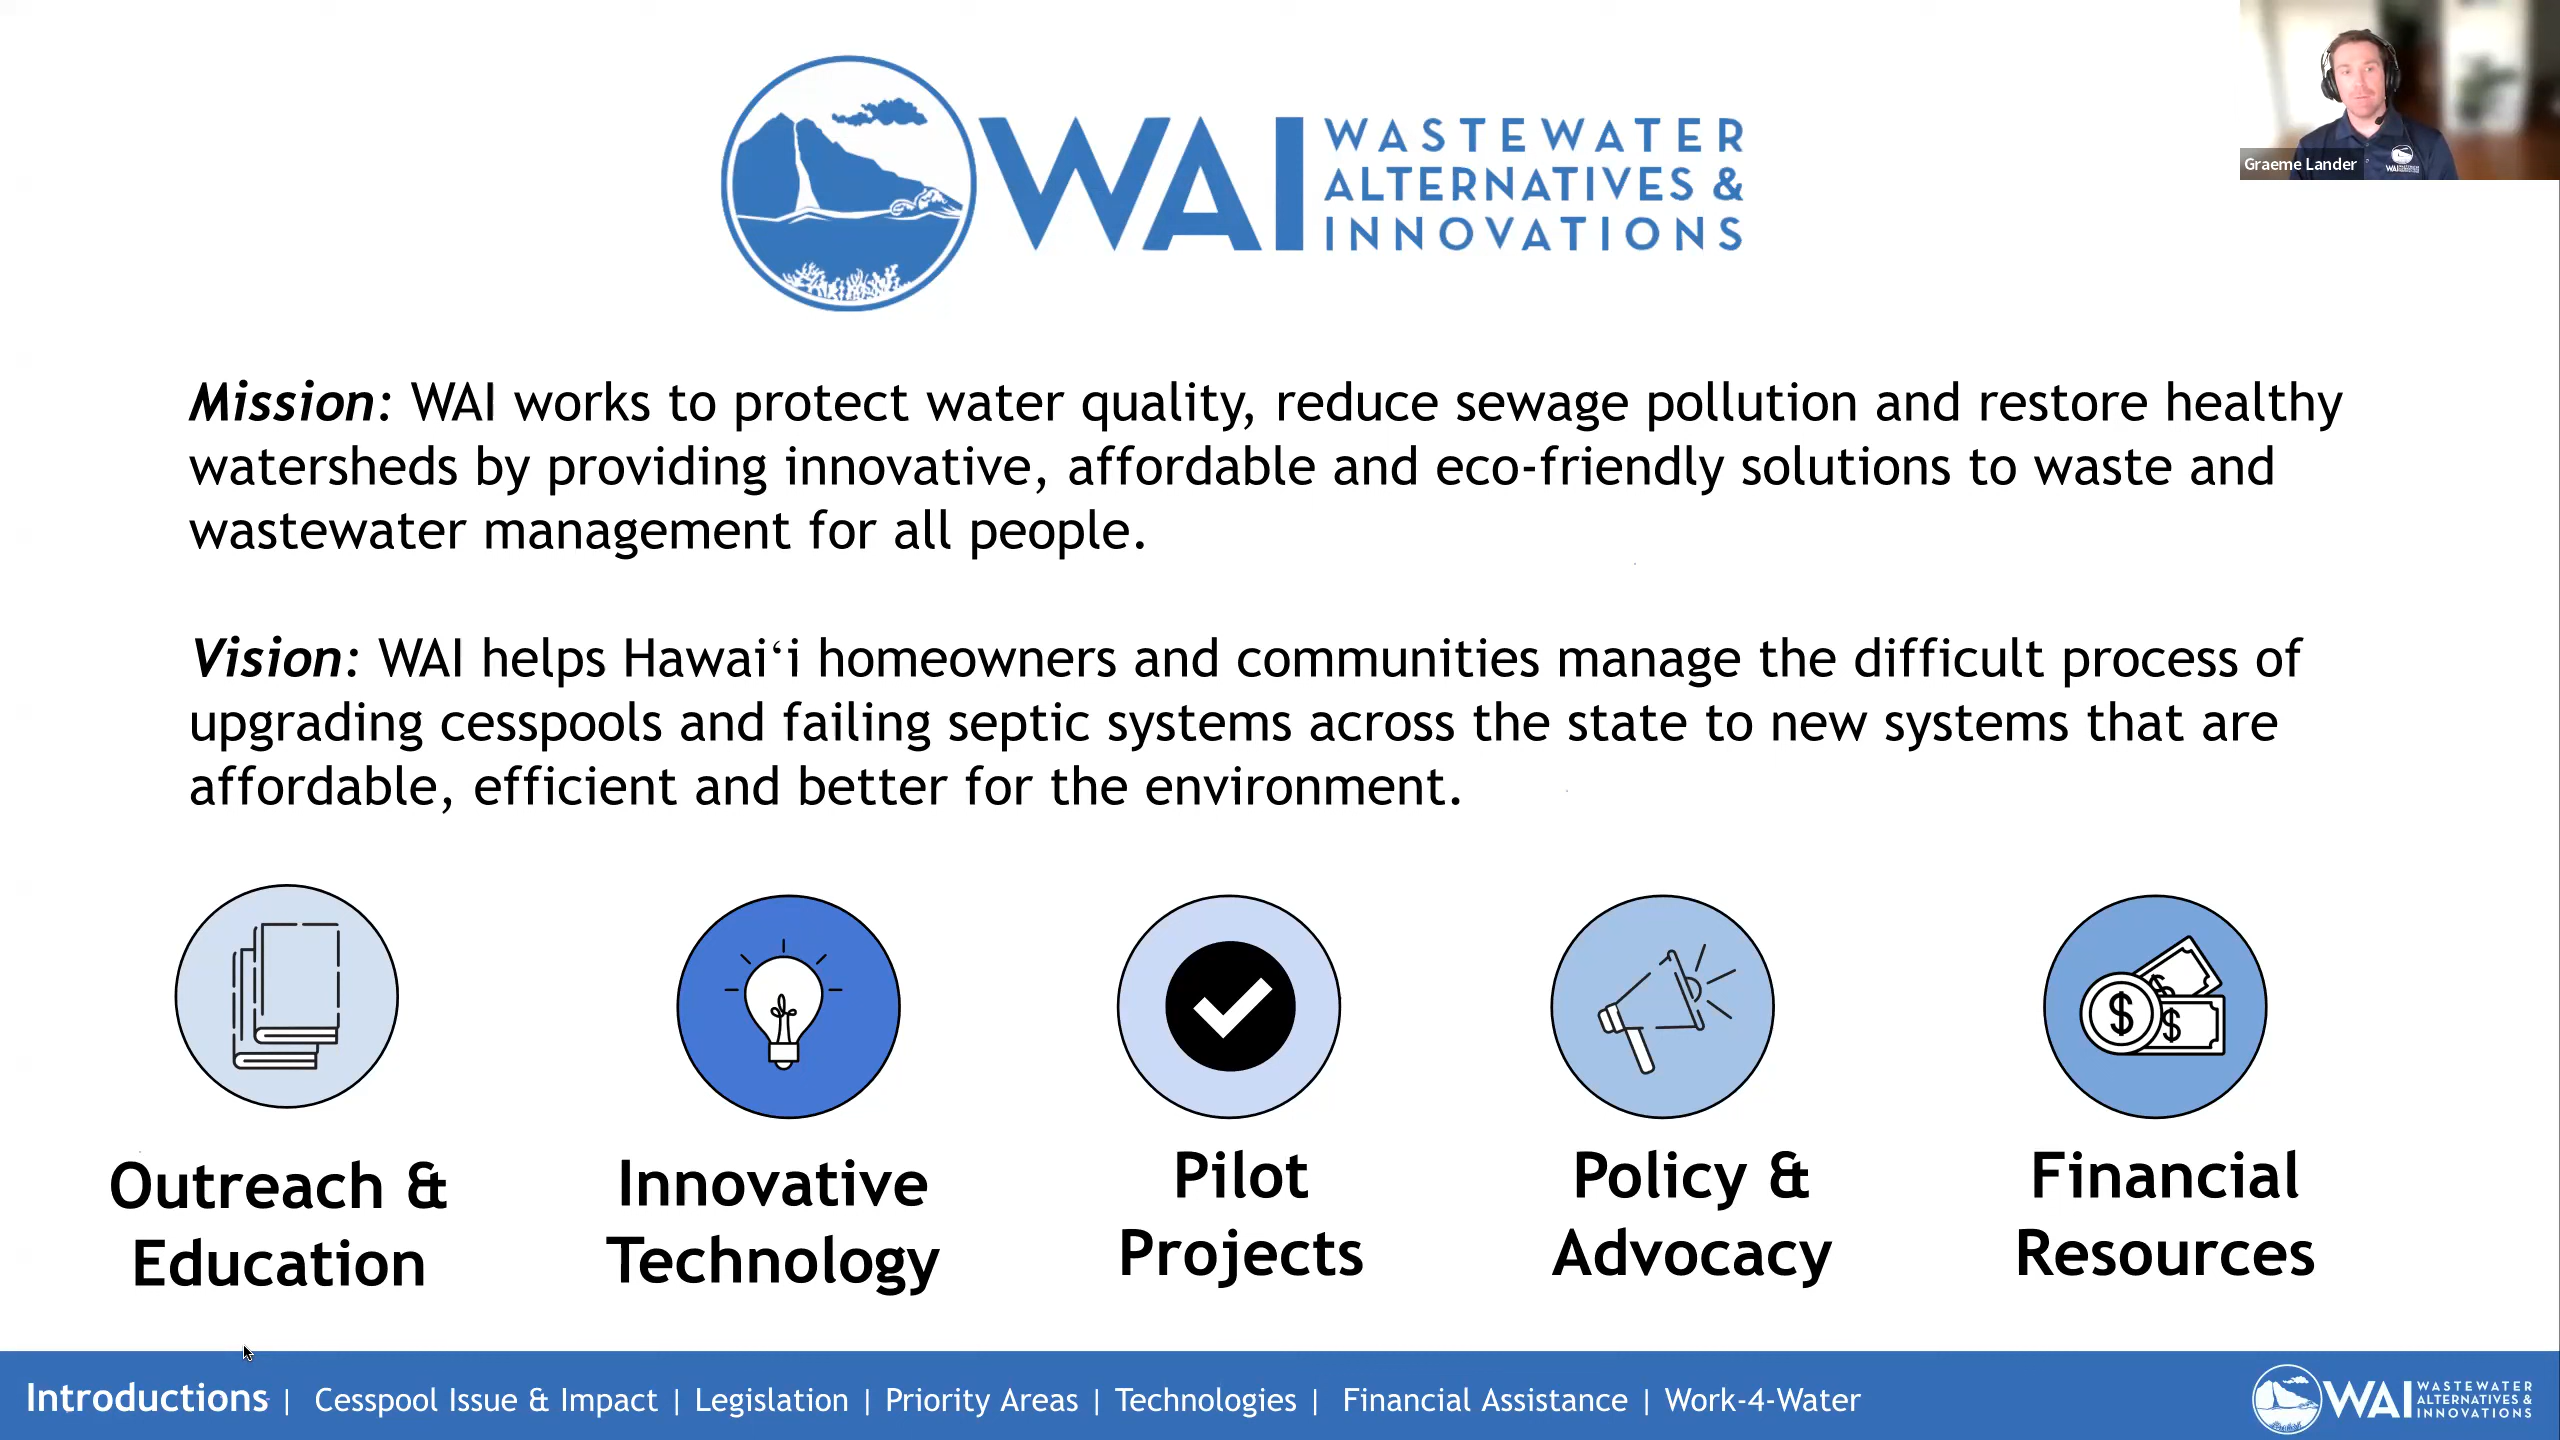 WAI
WASTEWATER
ALTERNATIVES &
INNOVATIONS
Graeme Lander
Mission: WAI works to protect water quality, reduce sewage pollution and restore healthy
watersheds by providing innovative, affordable and eco-friendly solutions to waste and
wastewater management for all people.
Vision: WAI helps Hawaiʻi homeowners and communities manage the difficult process of
upgrading cesspools and failing septic systems across the state to new systems that are
affordable, efficient and better for the environment.
$ $ $
Outreach &
Education
Innovative
Technology
Pilot
Projects
Policy &
Advocacy
Financial
Resources
Introductions | Cesspool Issue & Impact | Legislation | Priority Areas | Technologies | Financial Assistance | Work-4-Water
WAI
WASTEWATER
ALTERNATIVES &
INNOVATIONS